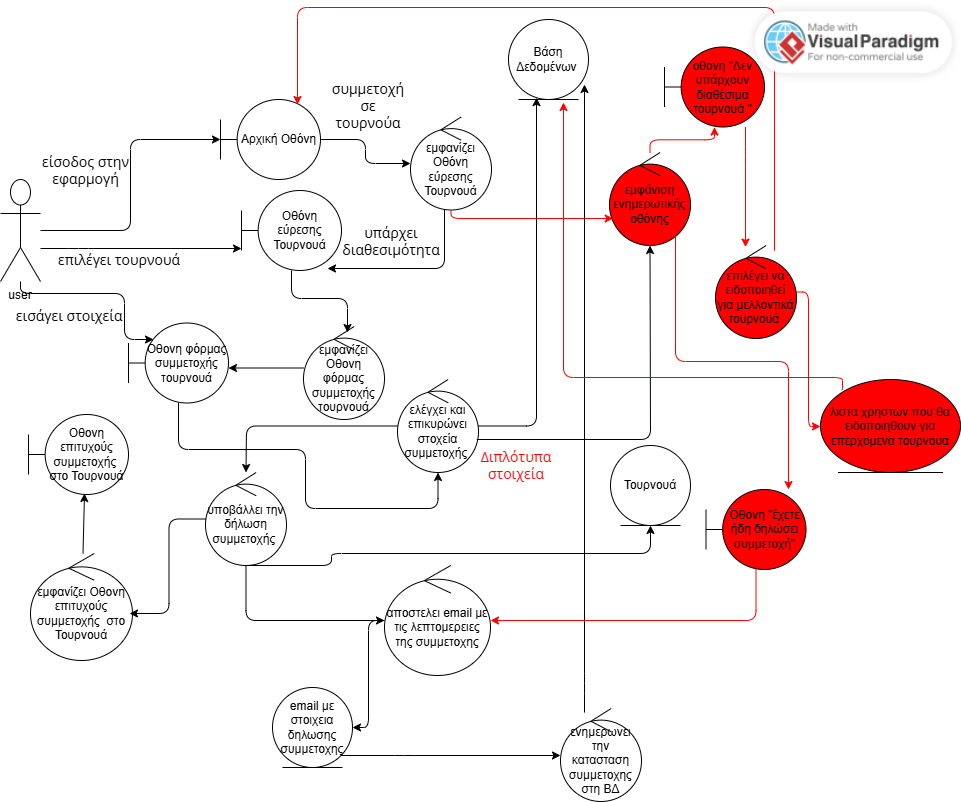 Made with
VisualParadigm
For non-commercial use
Βάση
Δεδομένων
οθονη "Δεν
υπάρχουν
διαθέσιμα
τουρνουά "
συμμετοχή
σε
τουρνούα
Αρχική Οθόνη
είσοδος στην
εφαρμογή
εμφανίζει
Οθόνη
εύρεσης
Τουρνουά
εμφάνιση
ενημερωτικής
οθόνης
Οθόνη
εύρεσης
Τουρνουά
υπάρχει
διαθεσιμότητα
επιλέγει τουρνουά
user
εισάγει στοιχεία
επιλέγει να
ειδοποιηθεί
για μελλοντικά
τουρνουά
Οθονη φόρμας
συμμετοχής
τουρνουά
εμφανίζει
Οθονη
φόρμας
συμμετοχής
τουρνουά
ελέγχει και
επικυρώνει
στοχεία
συμμετοχής
λιστα χρηστων που θα
ειδοποιηθουν για
επερχομενα τουρνουα
Οθονη
επιτυχούς
συμμετοχής
στο Τουρνουά
Διπλότυπα
στοιχεία
Τουρνουά
υποβάλλει την
δήλωση
συμμετοχής
Οθονη "έχετε
ήδη δηλώσει
συμμετοχή"
εμφανίζει Οθονη
επιτυχούς
συμμετοχής  στο
Τουρνουά
αποστελει email με
τις λεπτομερειες
της συμμετοχης
email με
στοιχεια
δηλωσης
συμμετοχης
ενημερωνει
την
κατασταση
συμμετοχης
στη ΒΔ